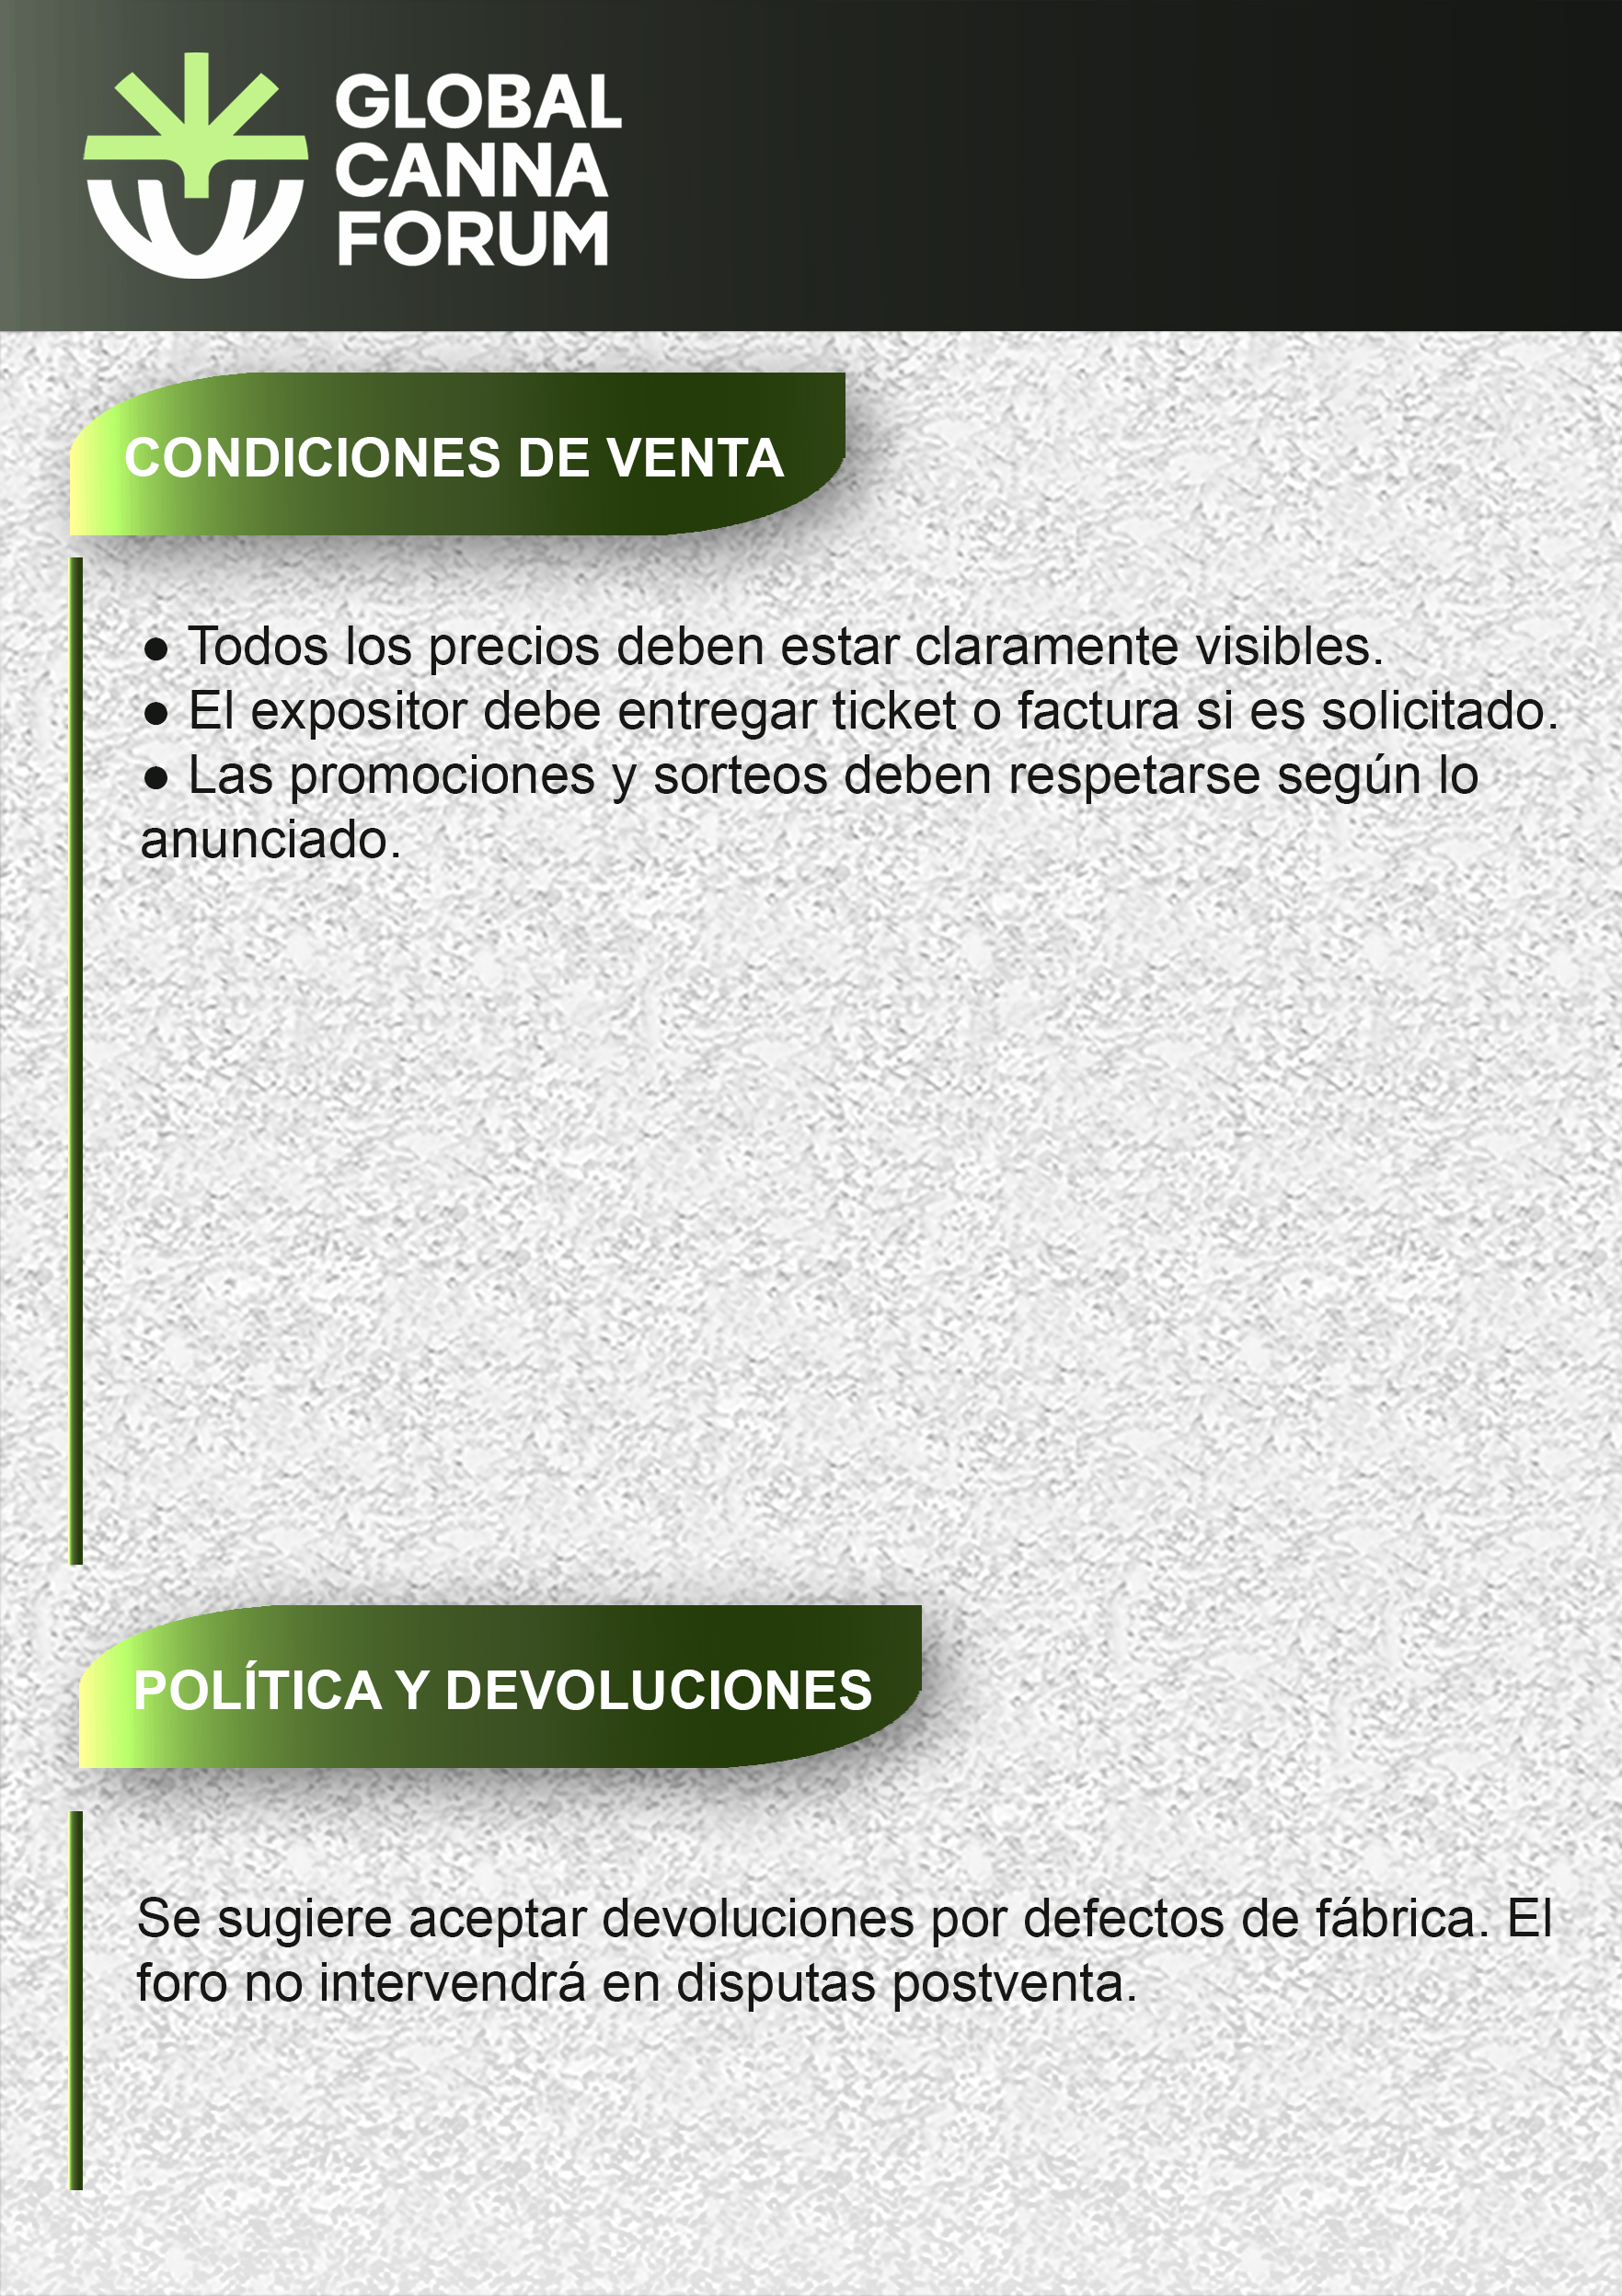 GLOBAL
CANNA
FORUM
CONDICIONES DE VENTA
● Todos los precios deben estar claramente visibles.
● El expositor debe entregar ticket o factura si es solicitado.
● Las promociones y sorteos deben respetarse según lo
anunciado.
POLÍTICA Y DEVOLUCIONES
Se sugiere aceptar devoluciones por defectos de fábrica. El
foro no intervendrá en disputas postventa.